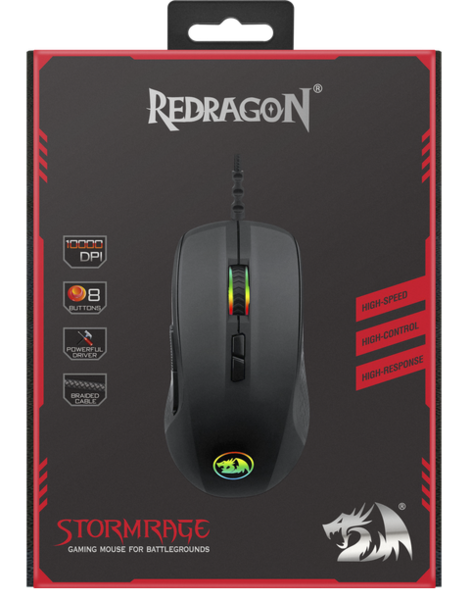 REDRAGON®
10000
DPI
8
BUTTONS
POWERFUL
DRIVER
BRAIDED
CABLE
HIGH-SPEED
HIGH-CONTROL
HIGH-RESPONSE
STORMRAGE
GAMING MOUSE FOR BATTLEGROUNDS
®